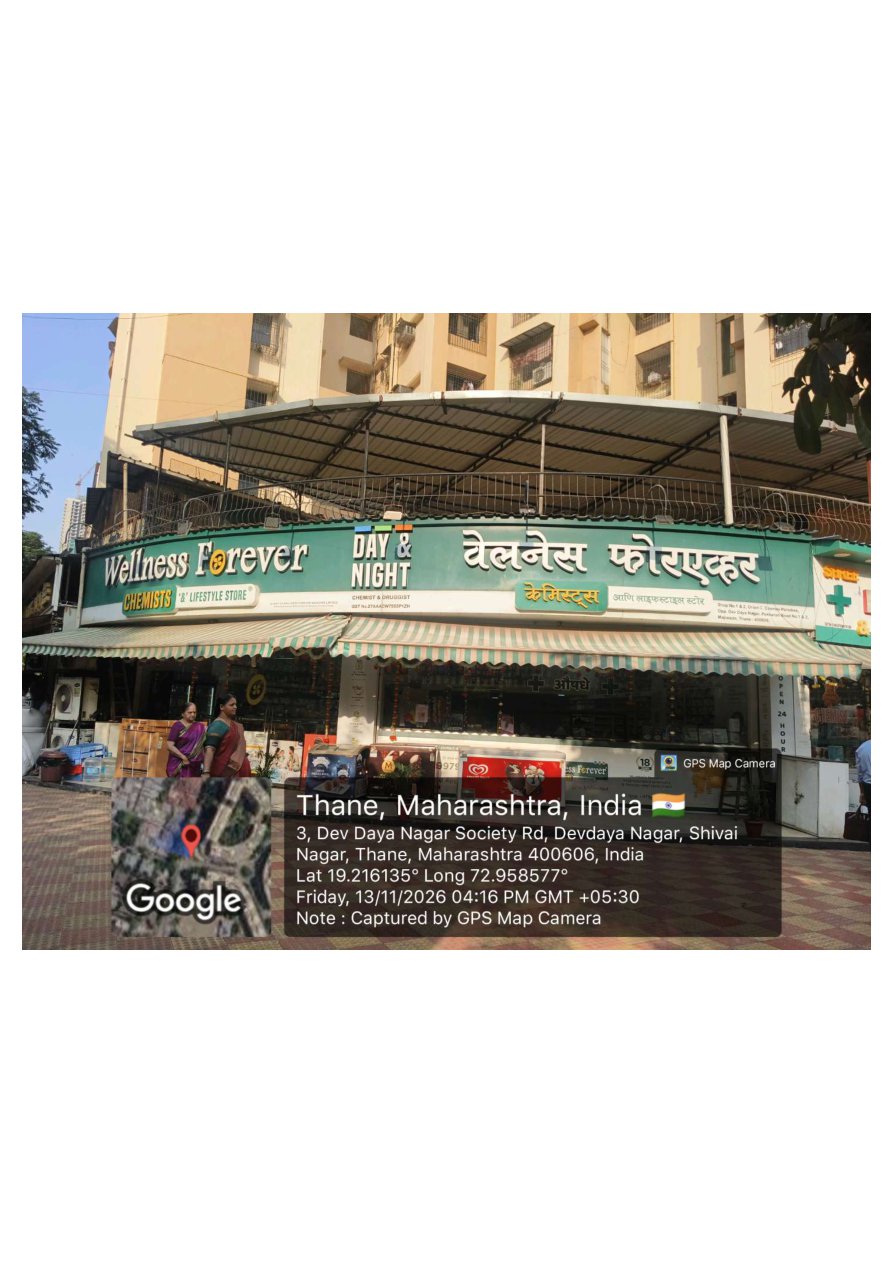 Wellness Forever
CHEMISTS '&' LIFESTYLE STORE
DAY &
NIGHT
CHEMIST & DRUGGIST
वेलनेस फोरएव्हर
केमिस्ट्स आणि लाइफस्टाइल स्टोर
औषधे
OPEN 24 HOUR
18
GPS Map Camera
Thane, Maharashtra, India
3, Dev Daya Nagar Society Rd, Devdaya Nagar, Shivai
Nagar, Thane, Maharashtra 400606, India
Lat 19.216135° Long 72.958577°
Friday, 13/11/2026 04:16 PM GMT +05:30
Note : Captured by GPS Map Camera
Google